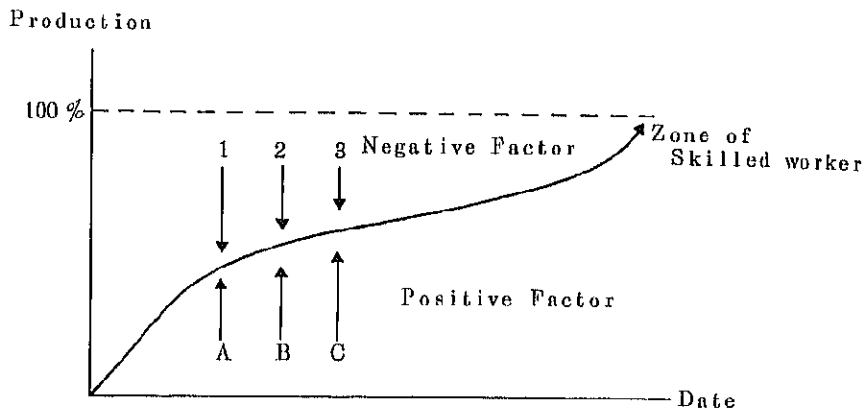 Production
100 %
1 2 3 Negative Factor
Zone of
Skilled worker
Positive Factor
A B C
Date